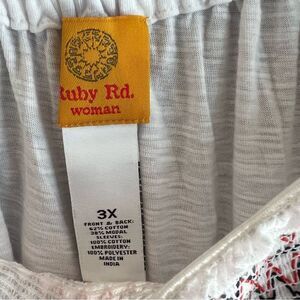 Ruby Rd.
woman
3X
FRONT & BACK:
62% COTTON
38% MODAL
SLEEVES:
100% COTTON
EMBROIDERY:
100% POLYESTER
MADE IN
INDIA